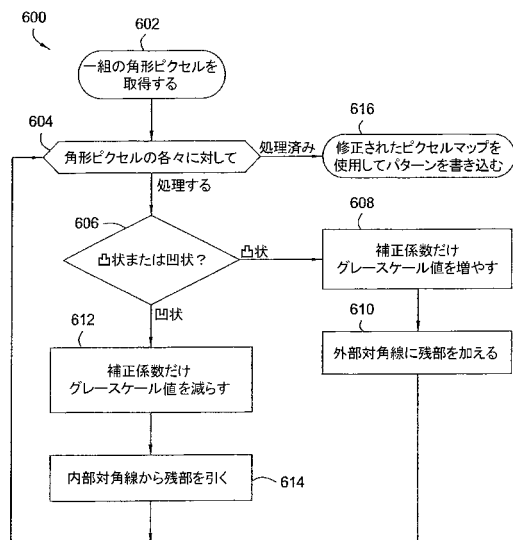 600
602
一組の角形ピクセルを
取得する
604
角形ピクセルの各々に対して
処理済み
616
修正されたピクセルマップを
使用してパターンを書き込む
処理する
606
凸状または凹状？
凸状
608
補正係数だけ
グレースケール値を増やす
凹状
610
外部対角線に残部を加える
612
補正係数だけ
グレースケール値を減らす
内部対角線から残部を引く
614